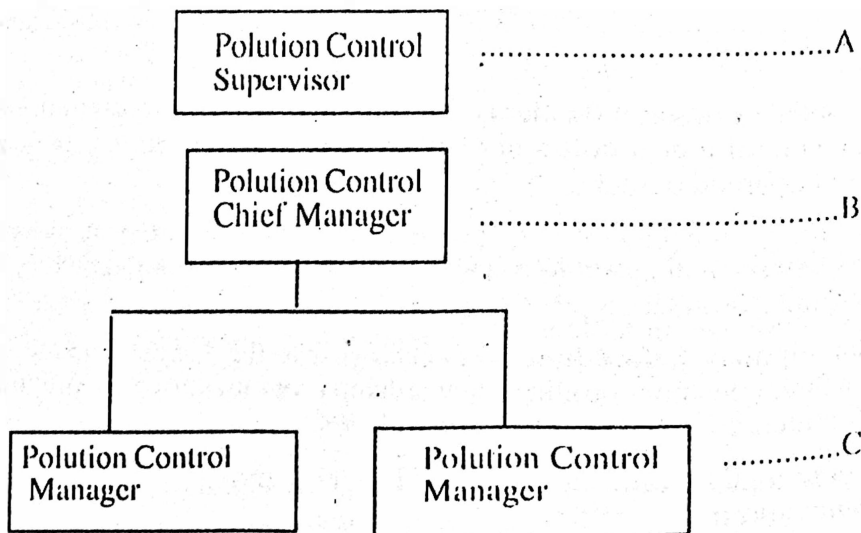 Polution Control
Supervisor
..................................A
Polution Control
Chief Manager
..................................B
Polution Control
Manager
Polution Control
Manager
............C